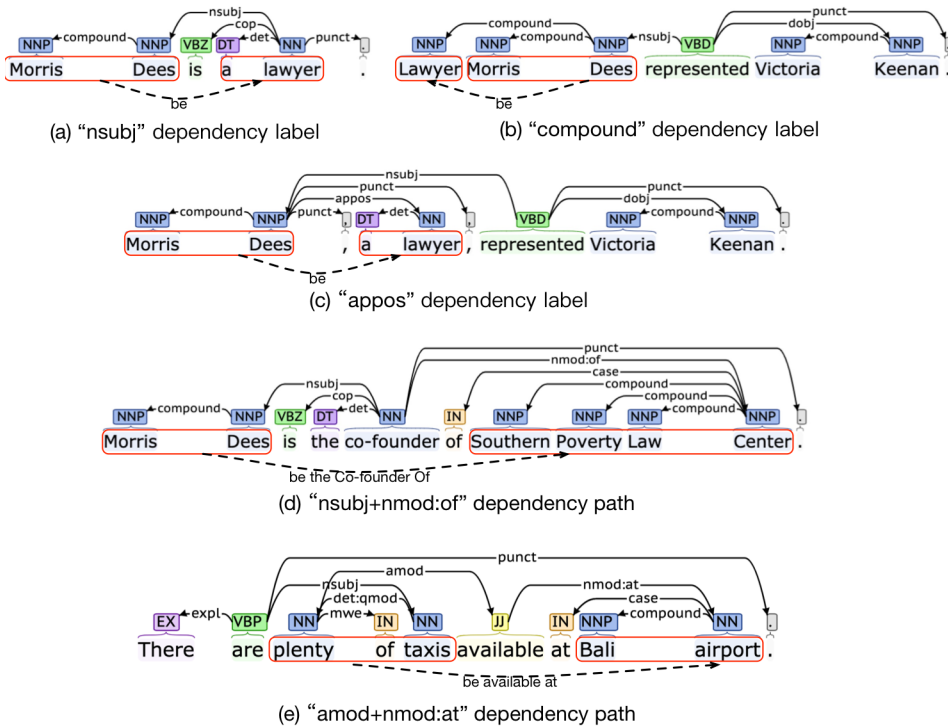 nsubj
cop
NNP compound NNP VBZ DT det NN punct .
Morris Dees is a lawyer .
be
(a) “nsubj” dependency label
compound punct
dobj
NNP NNP compound NNP nsubj VBD NNP compound NNP .
Lawyer Morris Dees represented Victoria Keenan .
be
(b) “compound” dependency label
nsubj
punct punct
appos dobj
NNP compound NNP punct , DT det NN , VBD NNP compound NNP .
Morris Dees , a lawyer , represented Victoria Keenan .
be
(c) “appos” dependency label
punct
nmod:of
case
nsubj compound
cop compound
NNP compound NNP VBZ DT det NN IN NNP NNP NNP compound NNP .
Morris Dees is the co-founder of Southern Poverty Law Center .
be the Co-founder Of
(d) “nsubj+nmod:of” dependency path
punct
amod
nsubj nmod:at
det:qmod case
EX expl VBP NN mwe IN NN JJ IN NNP compound NN .
There are plenty of taxis available at Bali airport .
be available at
(e) “amod+nmod:at” dependency path